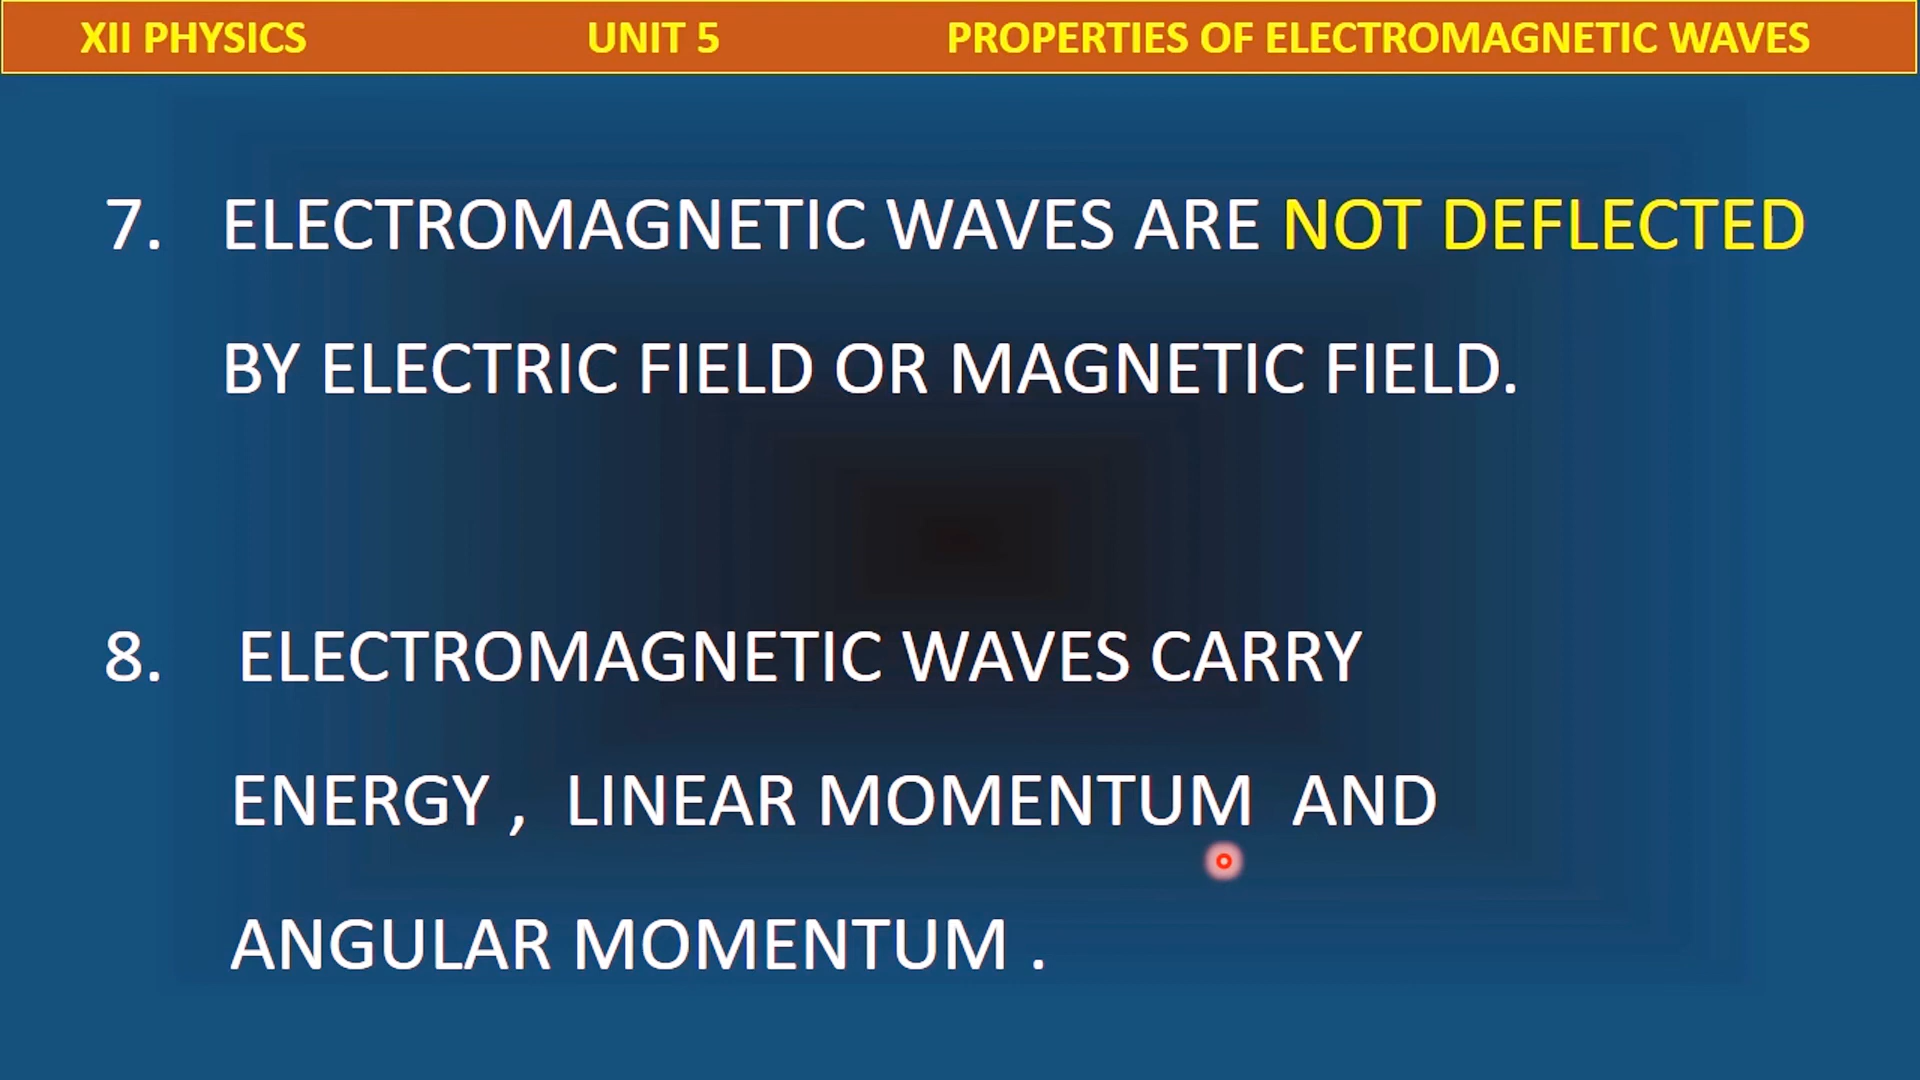 XII PHYSICS UNIT 5 PROPERTIES OF ELECTROMAGNETIC WAVES
7. ELECTROMAGNETIC WAVES ARE NOT DEFLECTED
BY ELECTRIC FIELD OR MAGNETIC FIELD.
8. ELECTROMAGNETIC WAVES CARRY
ENERGY , LINEAR MOMENTUM AND
ANGULAR MOMENTUM .